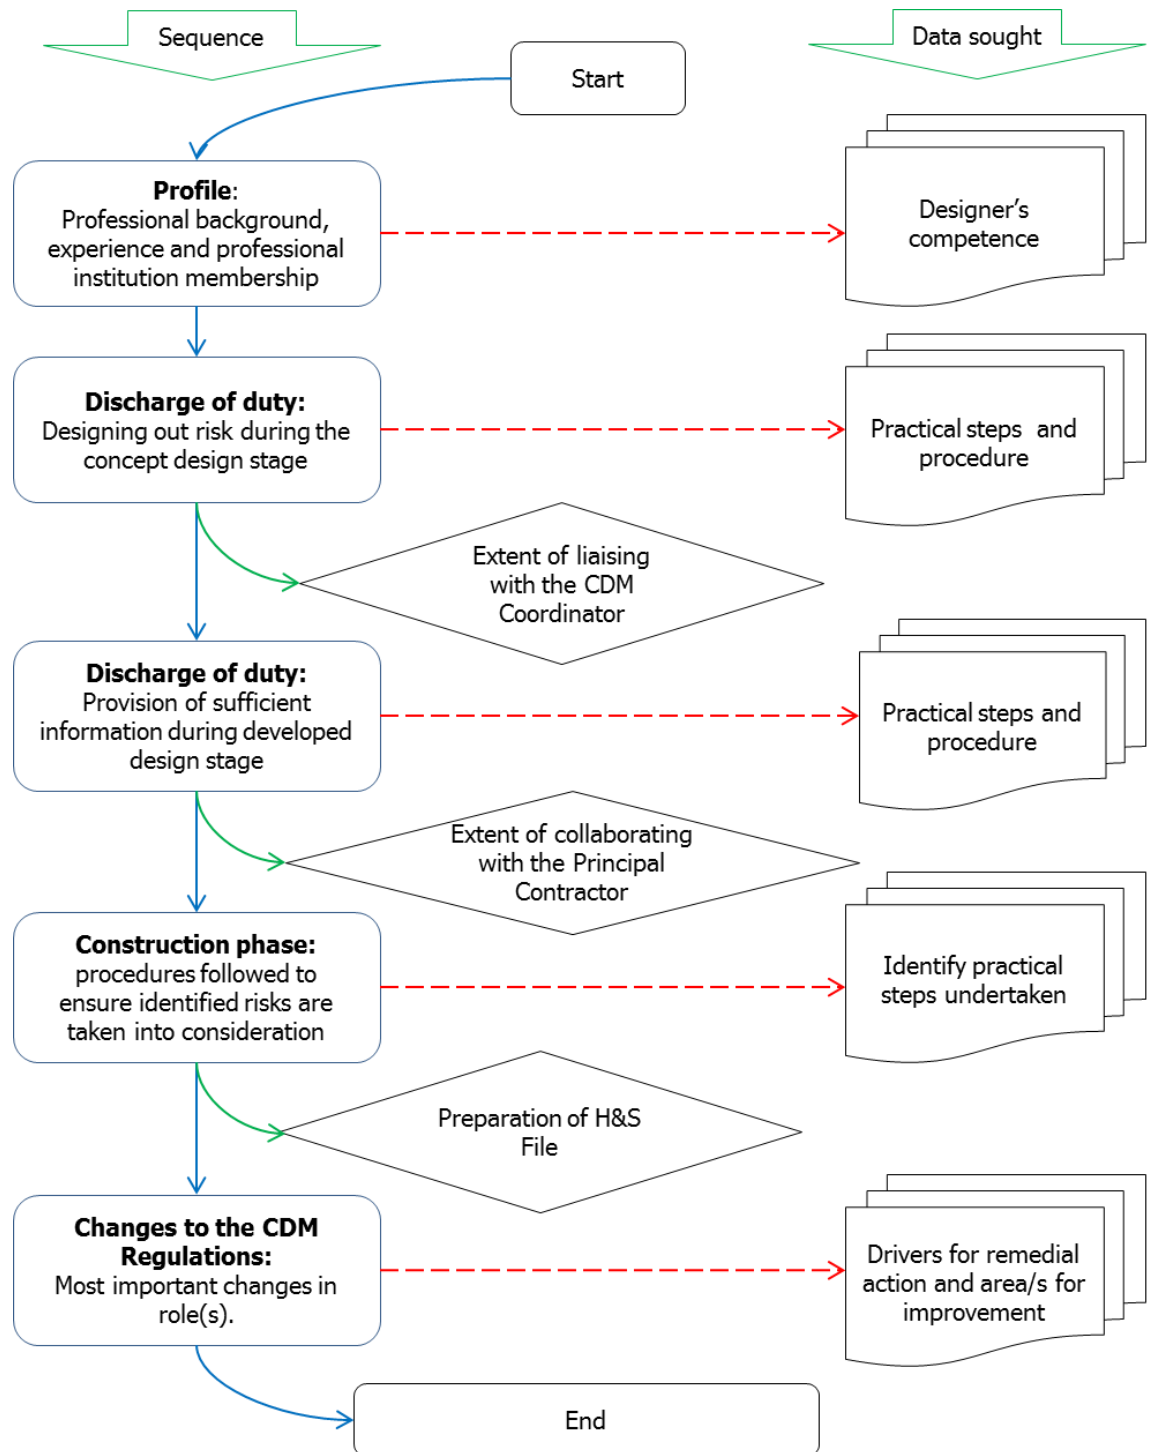 Sequence
Data sought
Start
Profile:
Professional background,
experience and professional
institution membership
Designer's
competence
Discharge of duty:
Designing out risk during the
concept design stage
Practical steps and
procedure
Extent of liaising
with the CDM
Coordinator
Discharge of duty:
Provision of sufficient
information during developed
design stage
Practical steps and
procedure
Extent of collaborating
with the Principal
Contractor
Construction phase:
procedures followed to
ensure identified risks are
taken into consideration
Identify practical
steps undertaken
Preparation of H&S
File
Changes to the CDM
Regulations:
Most important changes in
role(s).
Drivers for remedial
action and area/s for
improvement
End